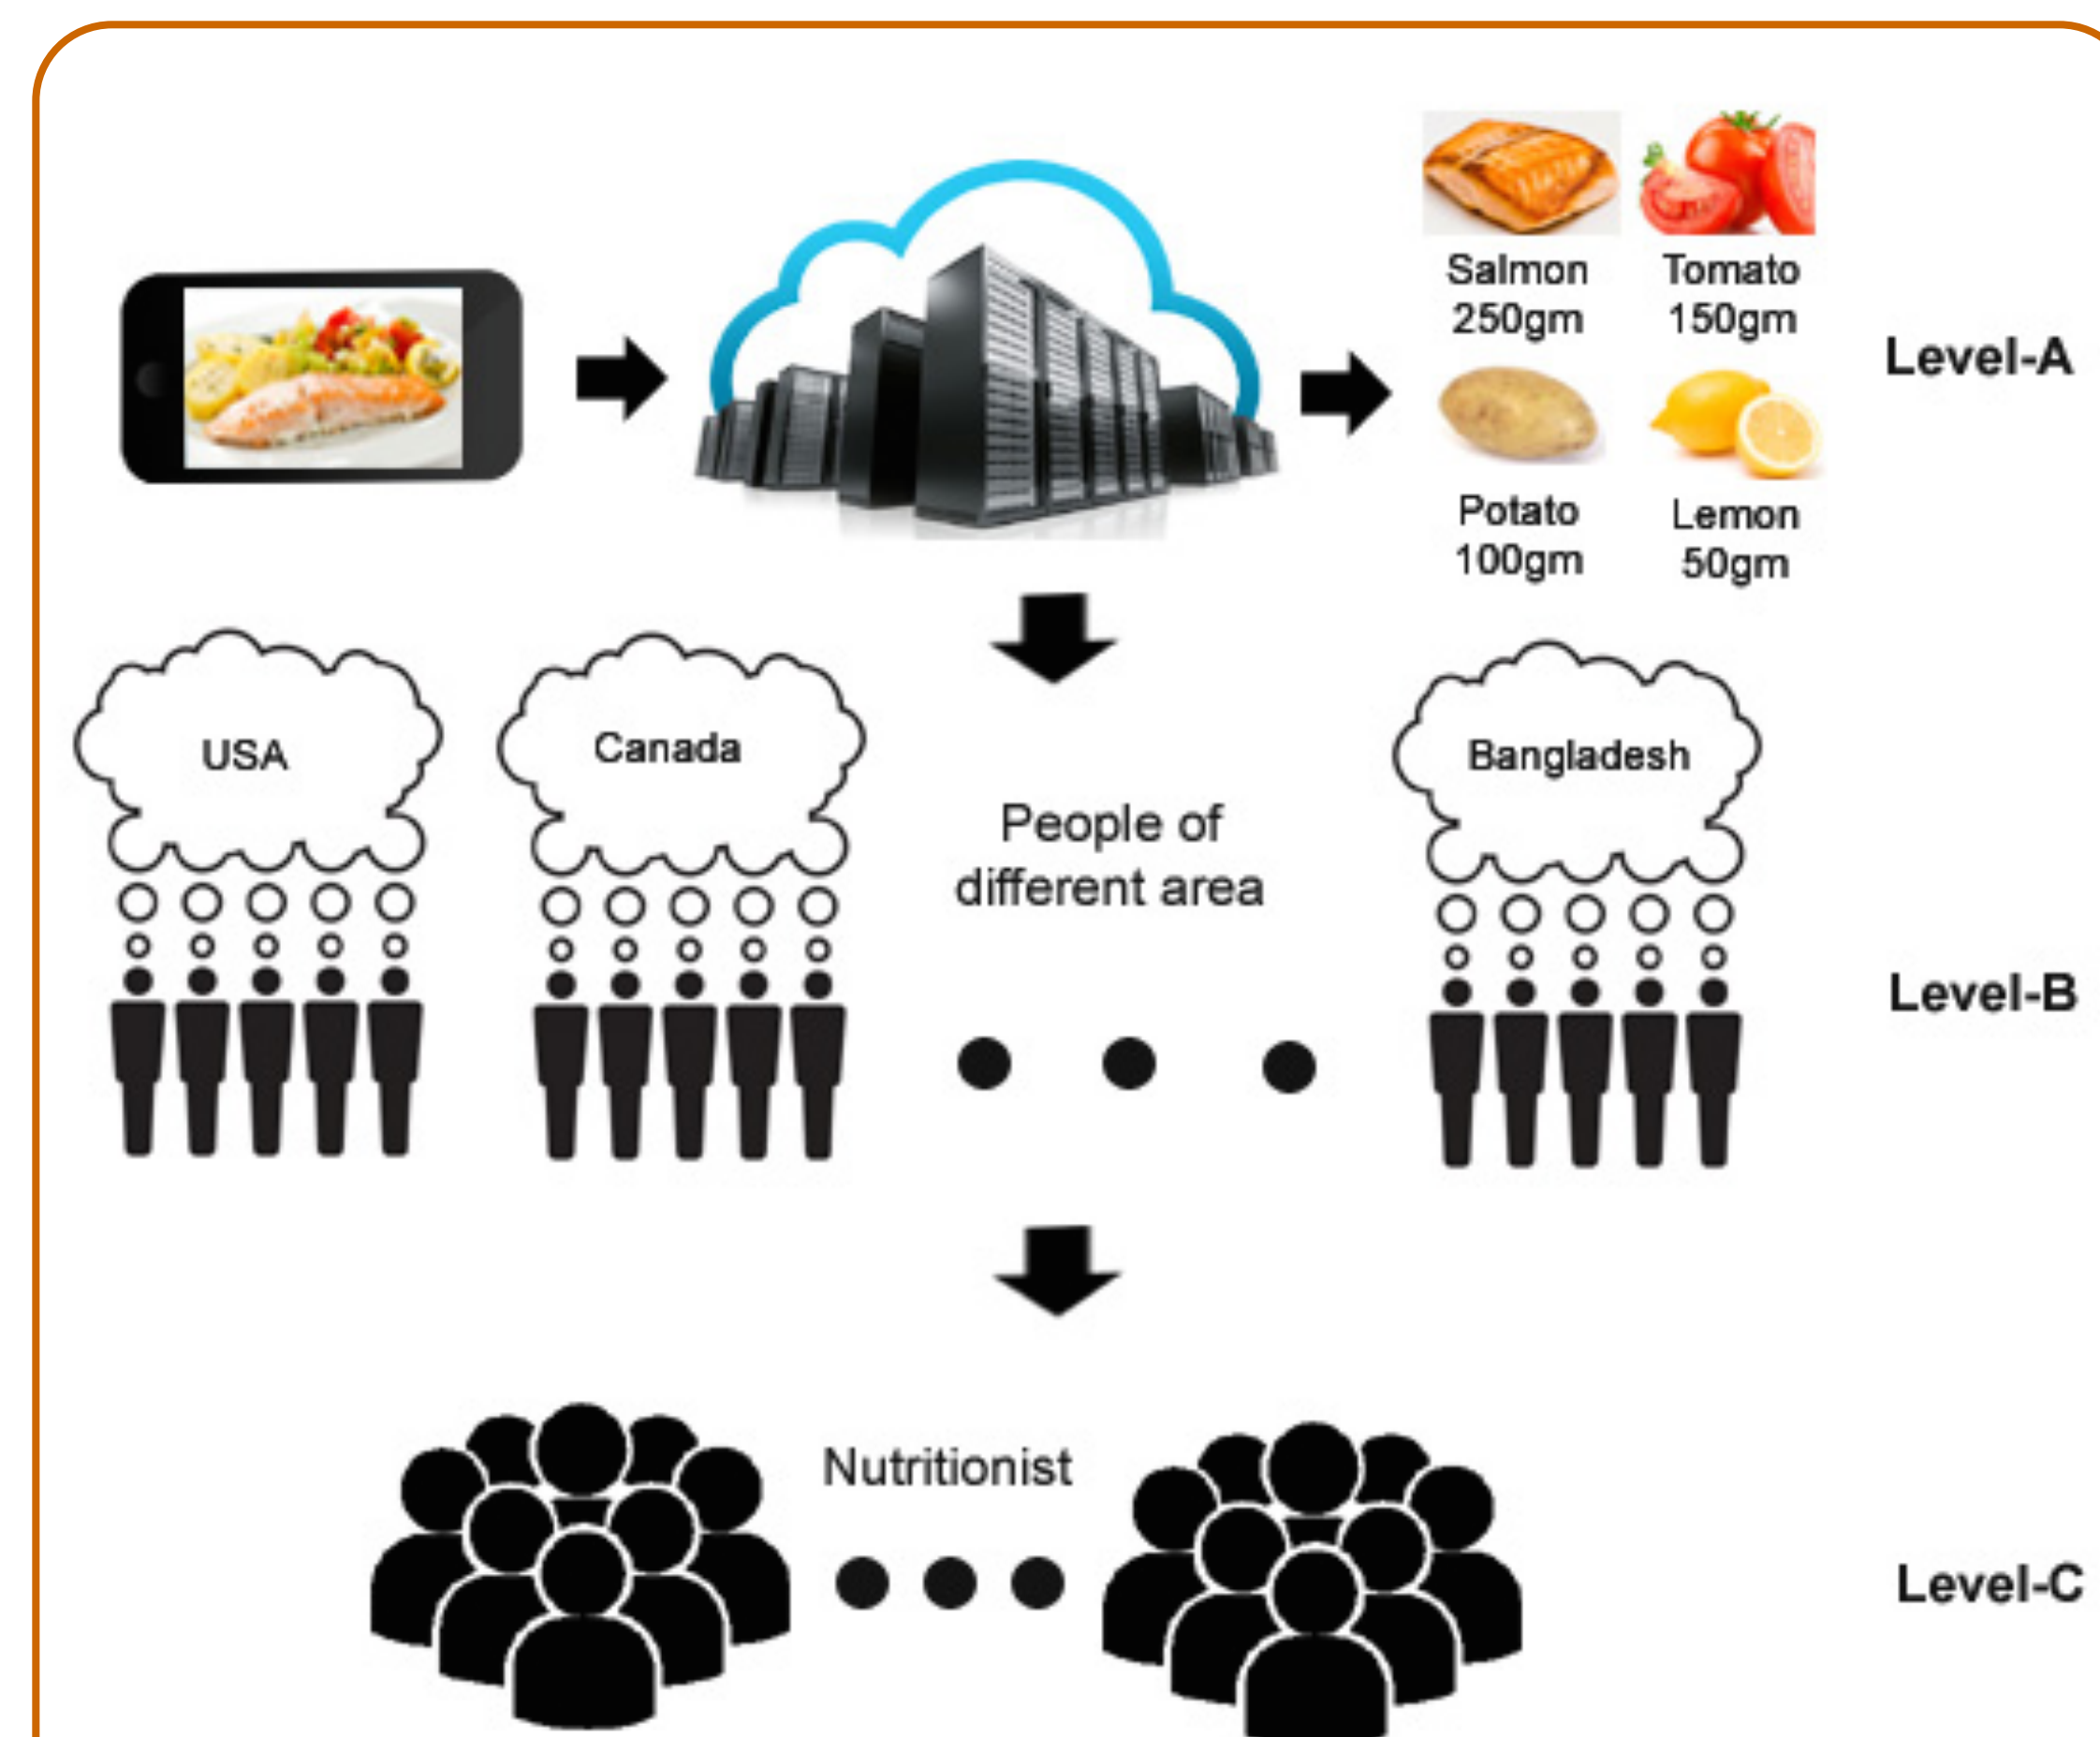 Salmon
250gm
Tomato
150gm
Potato
100gm
Lemon
50gm
Level-A
USA
Canada
People of
different area
Bangladesh
Level-B
Nutritionist
Level-C